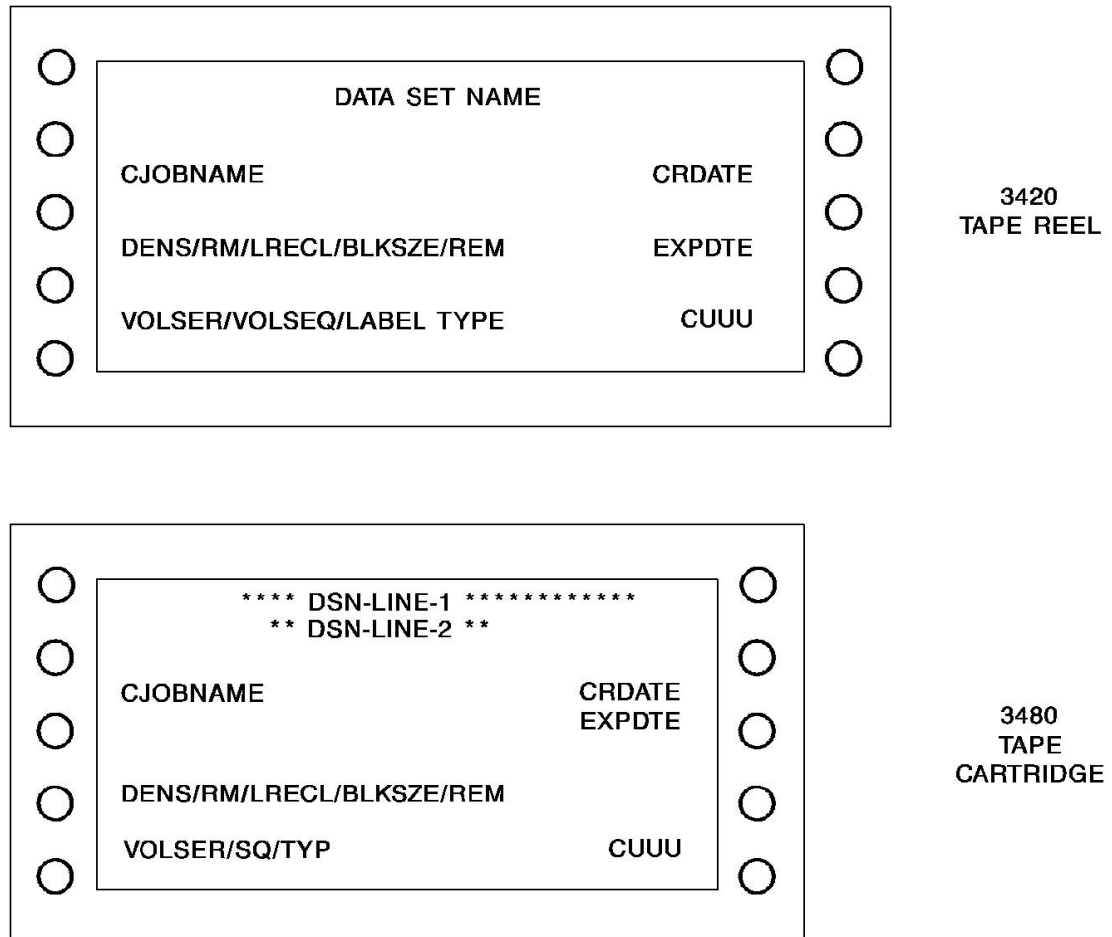 DATA SET NAME
CJOBNAME CRDATE
DENS/RM/LRECL/BLKSZE/REM EXPDTE
VOLSER/VOLSEQ/LABEL TYPE CUUU
3420
TAPE REEL
**** DSN-LINE-1 ************
** DSN-LINE-2 **
CJOBNAME CRDATE
EXPDTE
DENS/RM/LRECL/BLKSZE/REM
VOLSER/SQ/TYP CUUU
3480
TAPE
CARTRIDGE